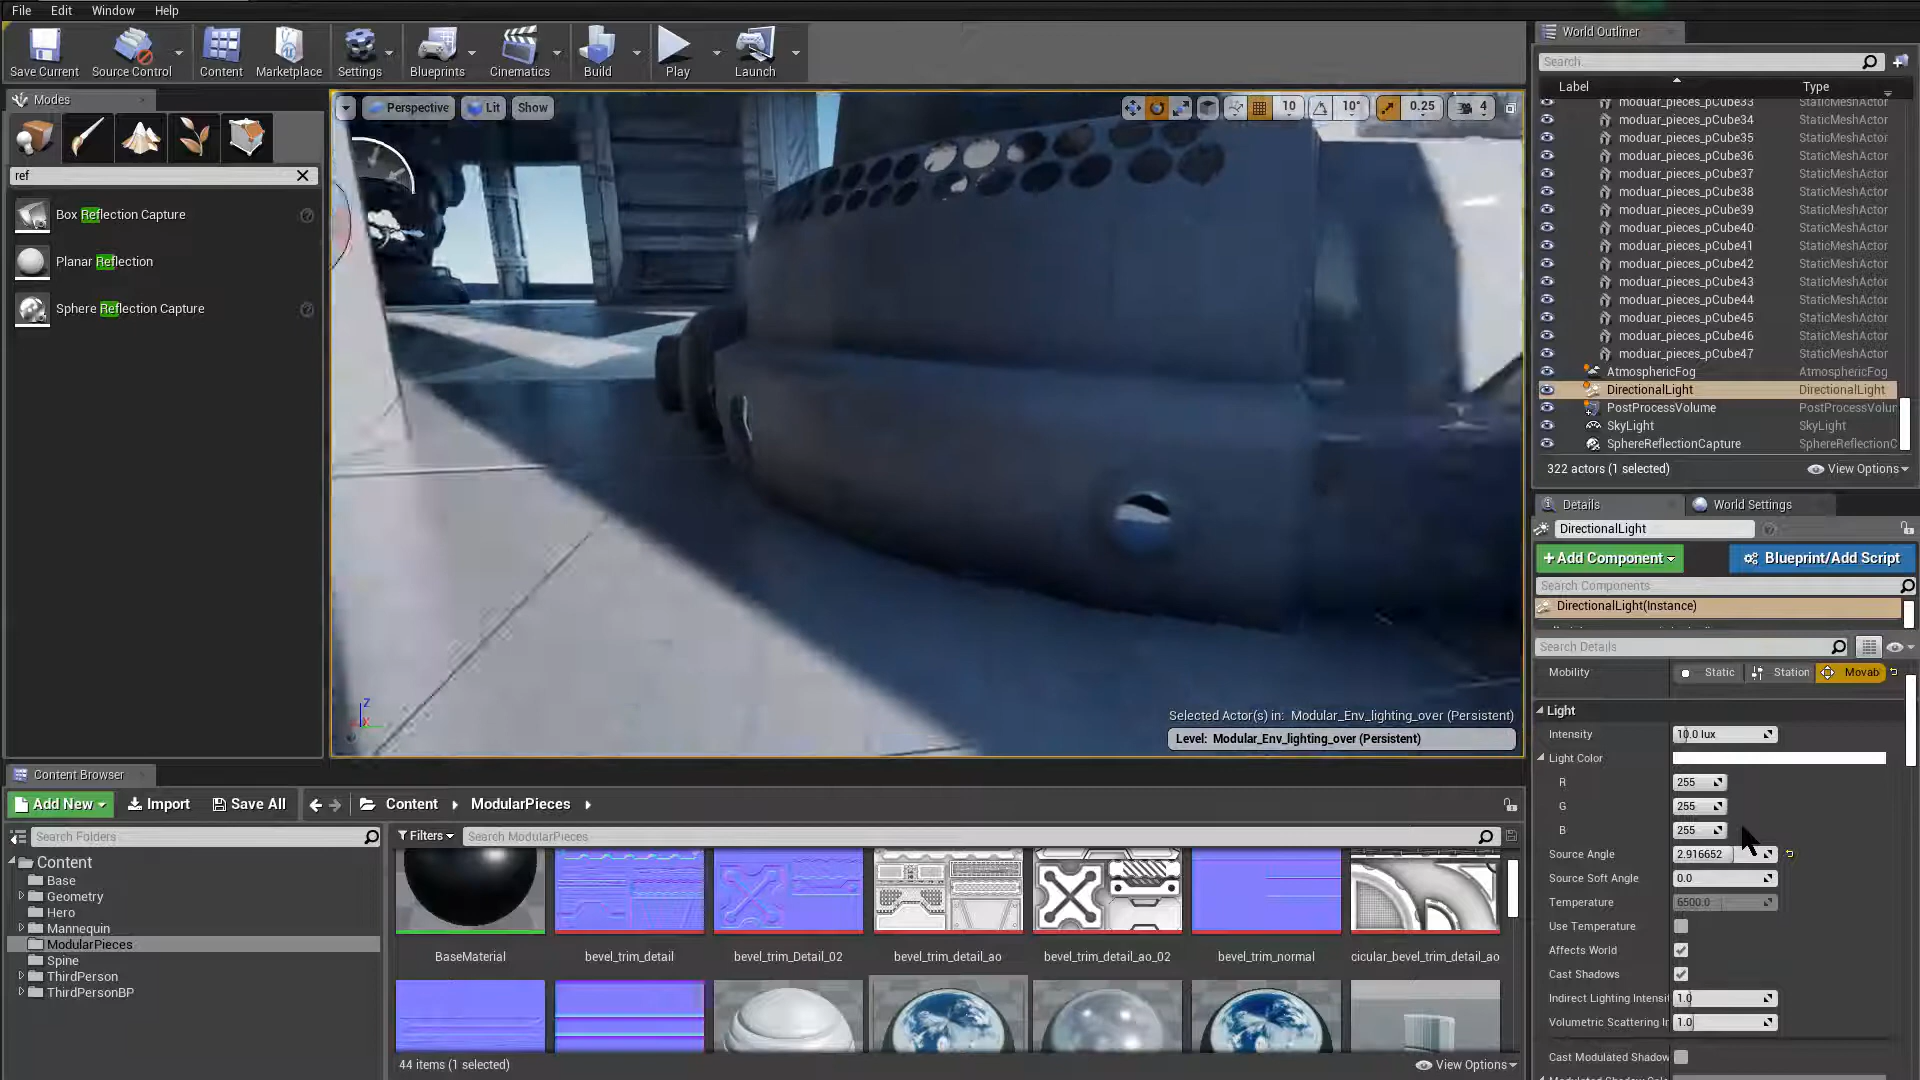 File Edit Window Help
Save Current Source Control Content Marketplace Settings Blueprints Cinematics Build Play Launch
Modes
ref
Box Reflection Capture
Planar Reflection
Sphere Reflection Capture
Perspective Lit Show 10 10° 0.25 4
Selected Actor(s) in: Modular_Env_lighting_over (Persistent)
Level: Modular_Env_lighting_over (Persistent)
World Outliner
Search...
Label Type
moduar_pieces_pCube33 StaticMeshActor
moduar_pieces_pCube34 StaticMeshActor
moduar_pieces_pCube35 StaticMeshActor
moduar_pieces_pCube36 StaticMeshActor
moduar_pieces_pCube37 StaticMeshActor
moduar_pieces_pCube38 StaticMeshActor
moduar_pieces_pCube39 StaticMeshActor
moduar_pieces_pCube40 StaticMeshActor
moduar_pieces_pCube41 StaticMeshActor
moduar_pieces_pCube42 StaticMeshActor
moduar_pieces_pCube43 StaticMeshActor
moduar_pieces_pCube44 StaticMeshActor
moduar_pieces_pCube45 StaticMeshActor
moduar_pieces_pCube46 StaticMeshActor
moduar_pieces_pCube47 StaticMeshActor
AtmosphericFog AtmosphericFog
DirectionalLight DirectionalLight
PostProcessVolume PostProcessVolur
SkyLight SkyLight
SphereReflectionCapture SphereReflectionC
322 actors (1 selected) View Options
Details World Settings
DirectionalLight
+Add Component Blueprint/Add Script
Search Components
DirectionalLight(Instance)
Search Details
Mobility Static Station Movab
Light
Intensity 10.0 lux
Light Color
R 255
G 255
B 255
Source Angle 2.916652
Source Soft Angle 0.0
Temperature 6500.0
Use Temperature
Affects World
Cast Shadows
Indirect Lighting Intensit 1.0
Volumetric Scattering Ir 1.0
Cast Modulated Shadow
Content Browser
Add New Import Save All Content ModularPieces
Search Folders
Content
Base
Geometry
Hero
Mannequin
ModularPieces
Spine
ThirdPerson
ThirdPersonBP
Filters Search ModularPieces
BaseMaterial bevel_trim_detail bevel_trim_Detail_02 bevel_trim_detail_ao bevel_trim_detail_ao_02 bevel_trim_normal cicular_bevel_trim_detail_ao
44 items (1 selected) View Options